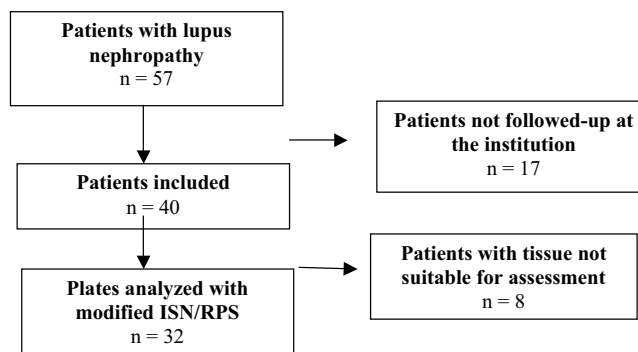 Patients with lupus
nephropathy
n = 57
Patients not followed-up at
the institution
n = 17
Patients included
n = 40
Patients with tissue not
suitable for assessment
n = 8
Plates analyzed with
modified ISN/RPS
n = 32